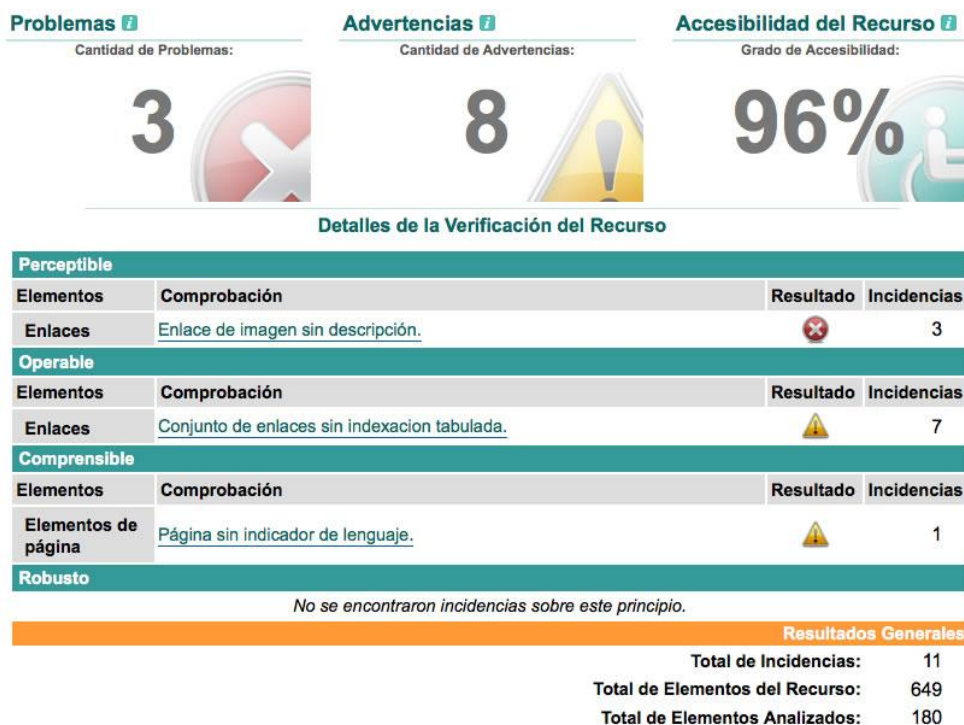 Problemas i Advertencias i Accesibilidad del Recurso i
Cantidad de Problemas: Cantidad de Advertencias: Grado de Accesibilidad:
3 8 96%
Detalles de la Verificación del Recurso
Perceptible
Elementos Comprobación Resultado Incidencias
Enlaces Enlace de imagen sin descripción. 3
Operable
Elementos Comprobación Resultado Incidencias
Enlaces Conjunto de enlaces sin indexacion tabulada. 7
Comprensible
Elementos Comprobación Resultado Incidencias
Elementos de
página Página sin indicador de lenguaje. 1
Robusto
No se encontraron incidencias sobre este principio.
Resultados Generales
Total de Incidencias: 11
Total de Elementos del Recurso: 649
Total de Elementos Analizados: 180